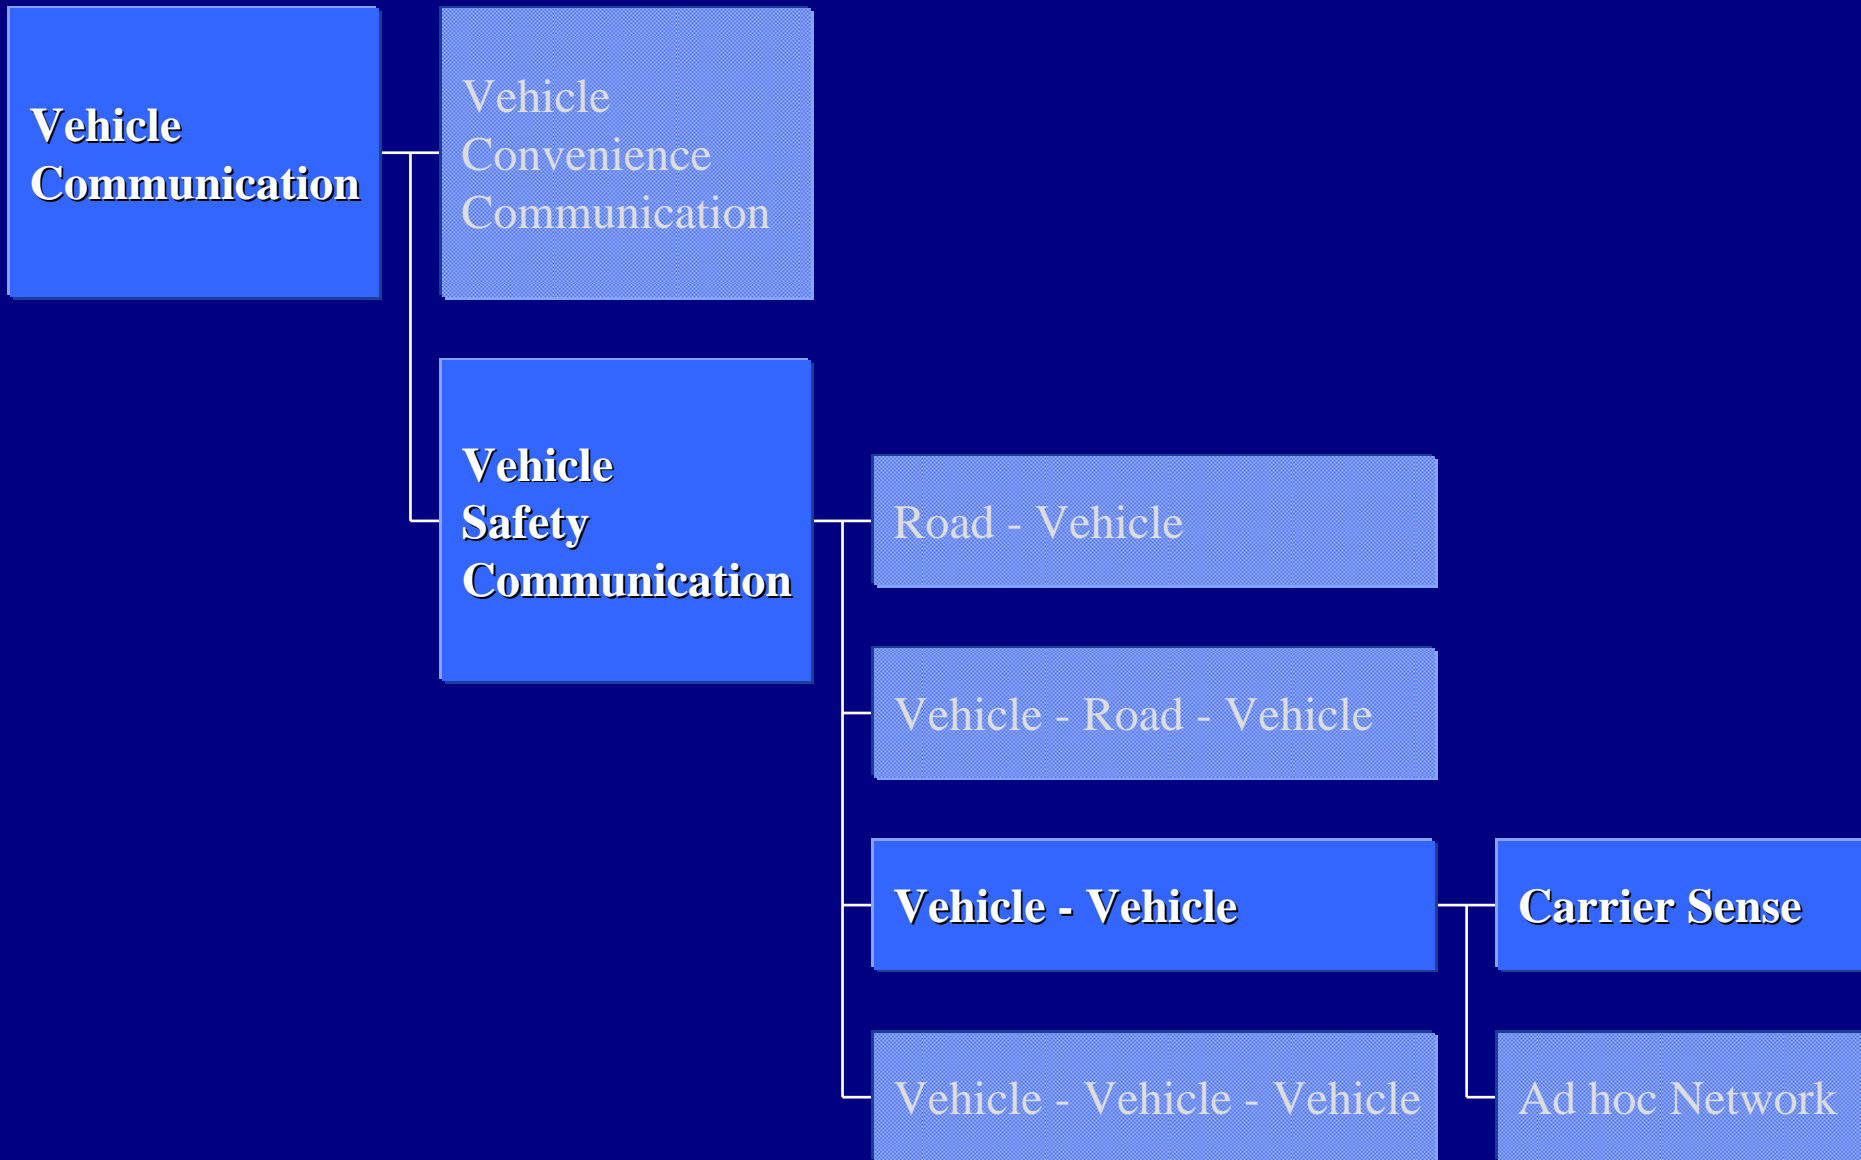 Vehicle
Communication
Vehicle
Convenience
Communication
Vehicle
Safety
Communication
Road - Vehicle
Vehicle - Road - Vehicle
Vehicle - Vehicle
Carrier Sense
Vehicle - Vehicle - Vehicle
Ad hoc Network